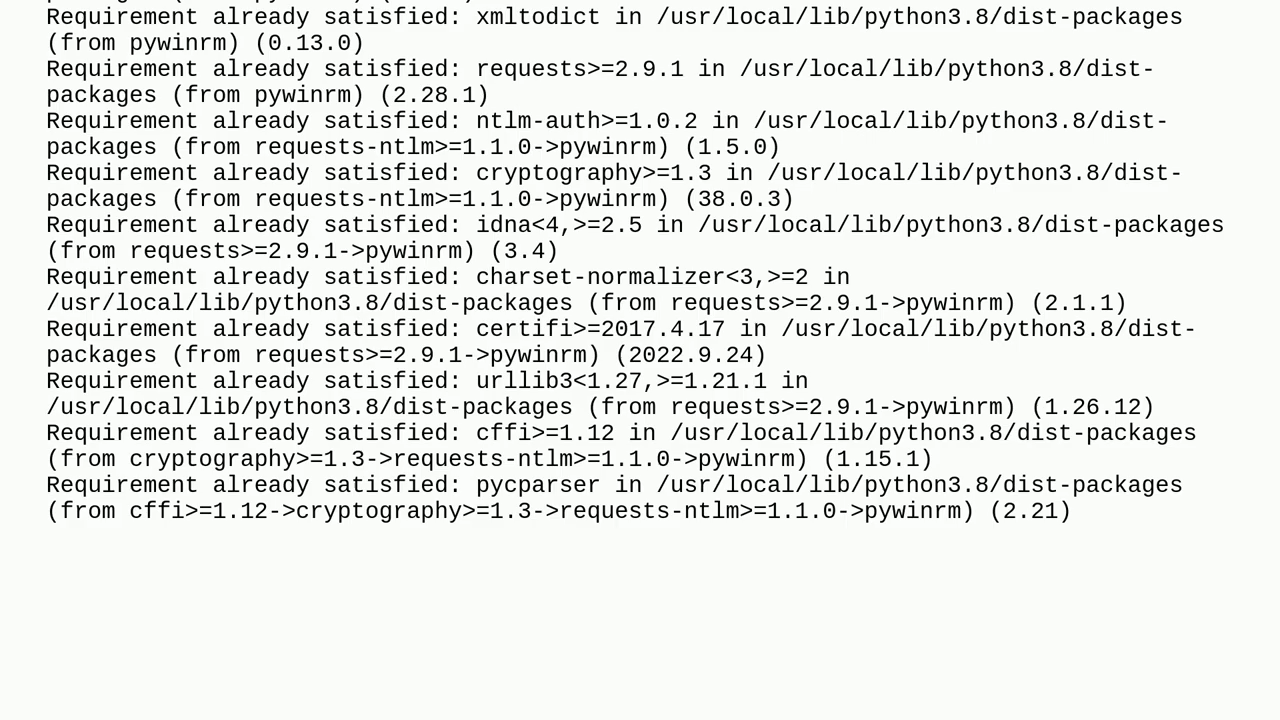 Requirement already satisfied: xmltodict in /usr/local/lib/python3.8/dist-packages
(from pywinrm) (0.13.0)
Requirement already satisfied: requests>=2.9.1 in /usr/local/lib/python3.8/dist-
packages (from pywinrm) (2.28.1)
Requirement already satisfied: ntlm-auth>=1.0.2 in /usr/local/lib/python3.8/dist-
packages (from requests-ntlm>=1.1.0->pywinrm) (1.5.0)
Requirement already satisfied: cryptography>=1.3 in /usr/local/lib/python3.8/dist-
packages (from requests-ntlm>=1.1.0->pywinrm) (38.0.3)
Requirement already satisfied: idna<4,>=2.5 in /usr/local/lib/python3.8/dist-packages
(from requests>=2.9.1->pywinrm) (3.4)
Requirement already satisfied: charset-normalizer<3,>=2 in
/usr/local/lib/python3.8/dist-packages (from requests>=2.9.1->pywinrm) (2.1.1)
Requirement already satisfied: certifi>=2017.4.17 in /usr/local/lib/python3.8/dist-
packages (from requests>=2.9.1->pywinrm) (2022.9.24)
Requirement already satisfied: urllib3<1.27,>=1.21.1 in
/usr/local/lib/python3.8/dist-packages (from requests>=2.9.1->pywinrm) (1.26.12)
Requirement already satisfied: cffi>=1.12 in /usr/local/lib/python3.8/dist-packages
(from cryptography>=1.3->requests-ntlm>=1.1.0->pywinrm) (1.15.1)
Requirement already satisfied: pycparser in /usr/local/lib/python3.8/dist-packages
(from cffi>=1.12->cryptography>=1.3->requests-ntlm>=1.1.0->pywinrm) (2.21)